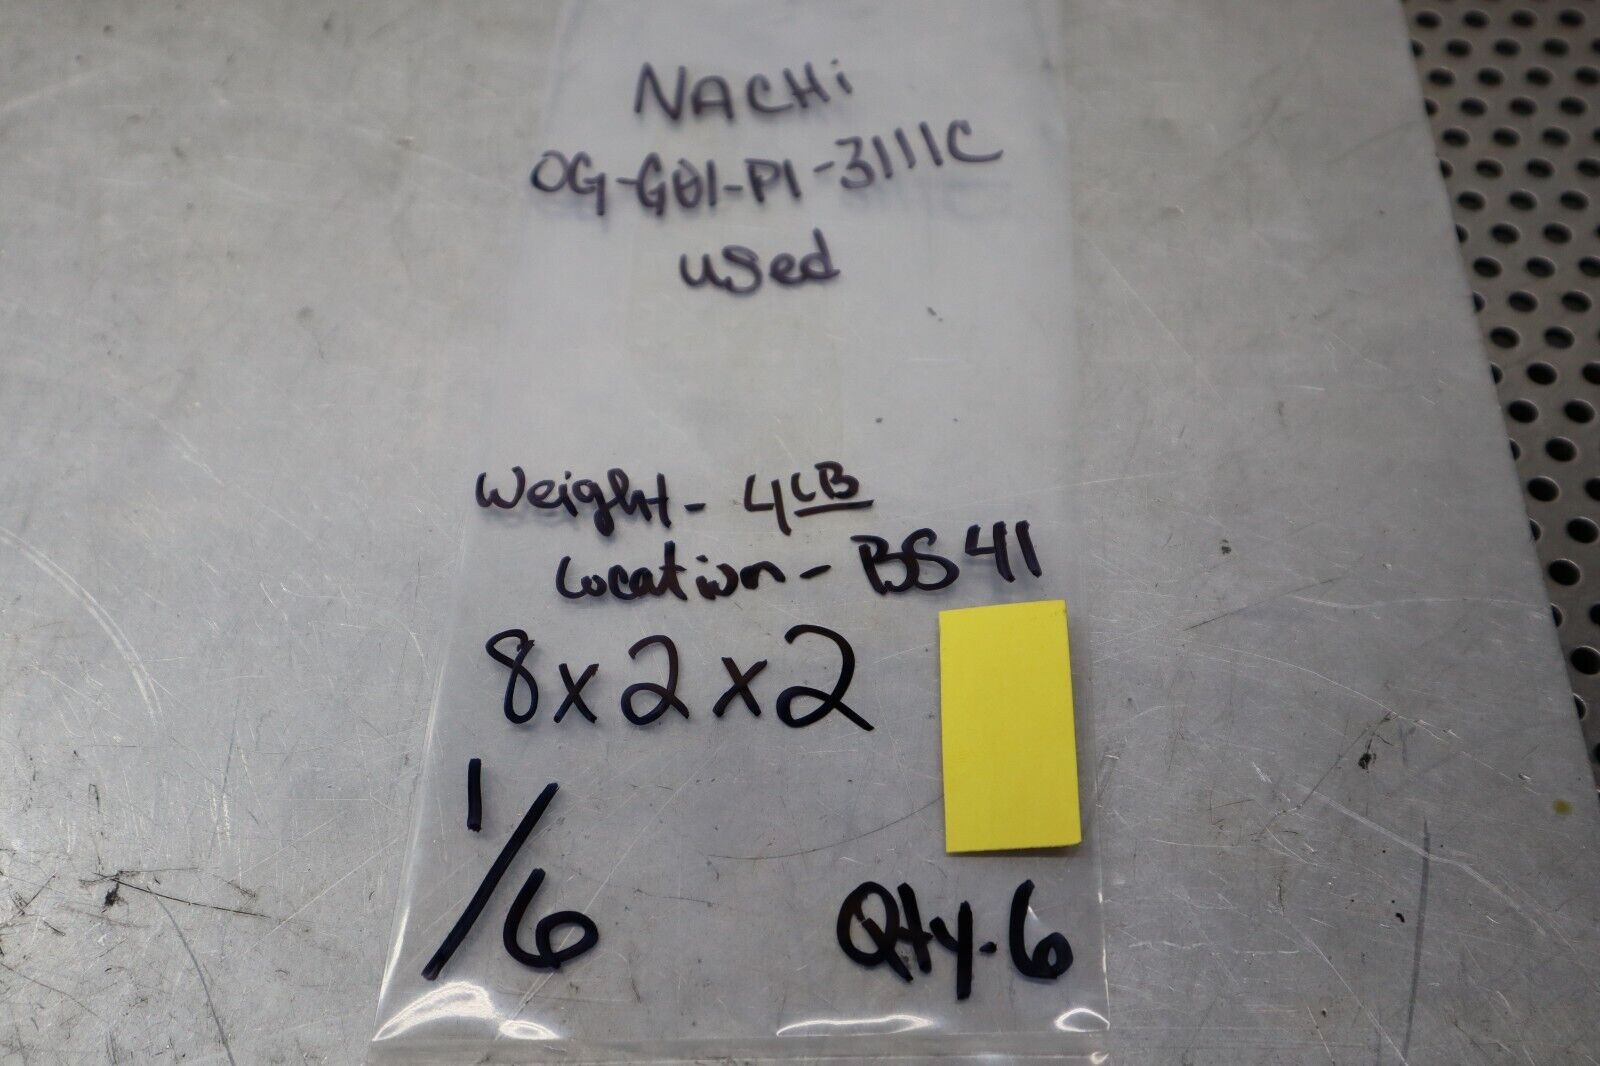 NACHi
OG-G01-P1-3111C
used
Weight- 4LB
Location- BS41
8x2x2
1/6
Qty-6